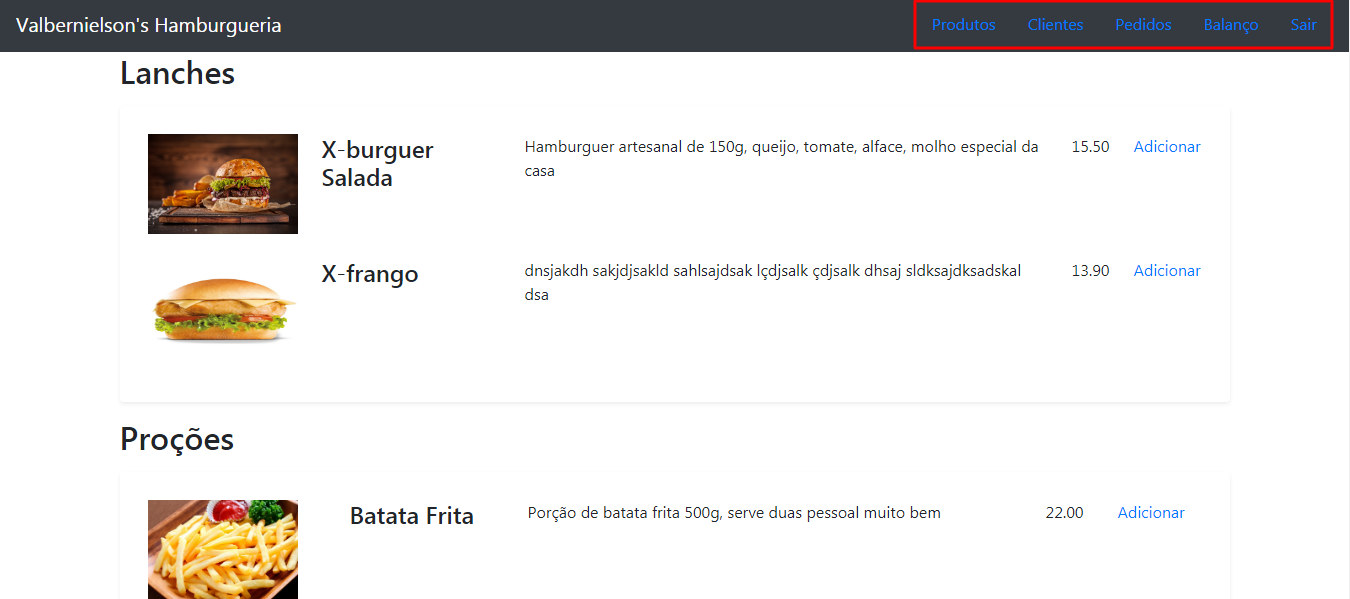 Valbernielson's Hamburgueria
Produtos Clientes Pedidos Balanço Sair
Lanches
X-burguer
Salada
Hamburguer artesanal de 150g, queijo, tomate, alface, molho especial da
casa
15.50
Adicionar
X-frango
dnsjakdh sakjdjsakld sahlsajdsak lçdjsalk çdjsalk dhsaj sldksajdksadskal
dsa
13.90
Adicionar
Proções
Batata Frita
Porção de batata frita 500g, serve duas pessoal muito bem
22.00
Adicionar